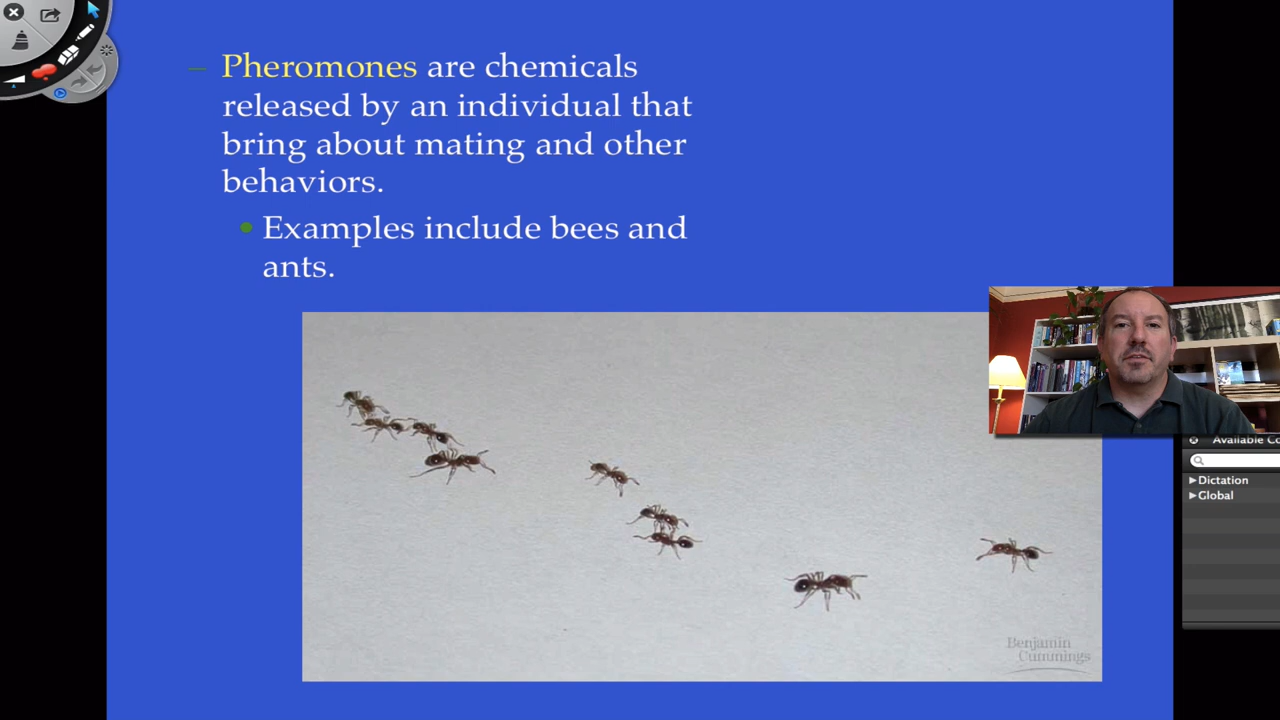 – Pheromones are chemicals
released by an individual that
bring about mating and other
behaviors.
• Examples include bees and
ants.
Available Co
Dictation
Global
Benjamin
Cummings